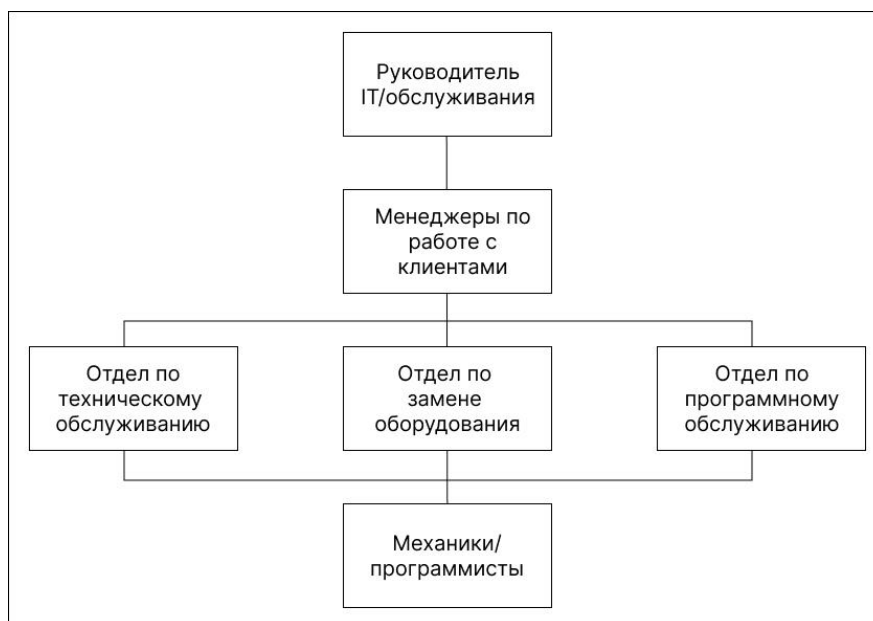 Руководитель
IT/обслуживания
Менеджеры по
работе с
клиентами
Отдел по
техническому
обслуживанию
Отдел по
замене
оборудования
Отдел по
программному
обслуживанию
Механики/
программисты